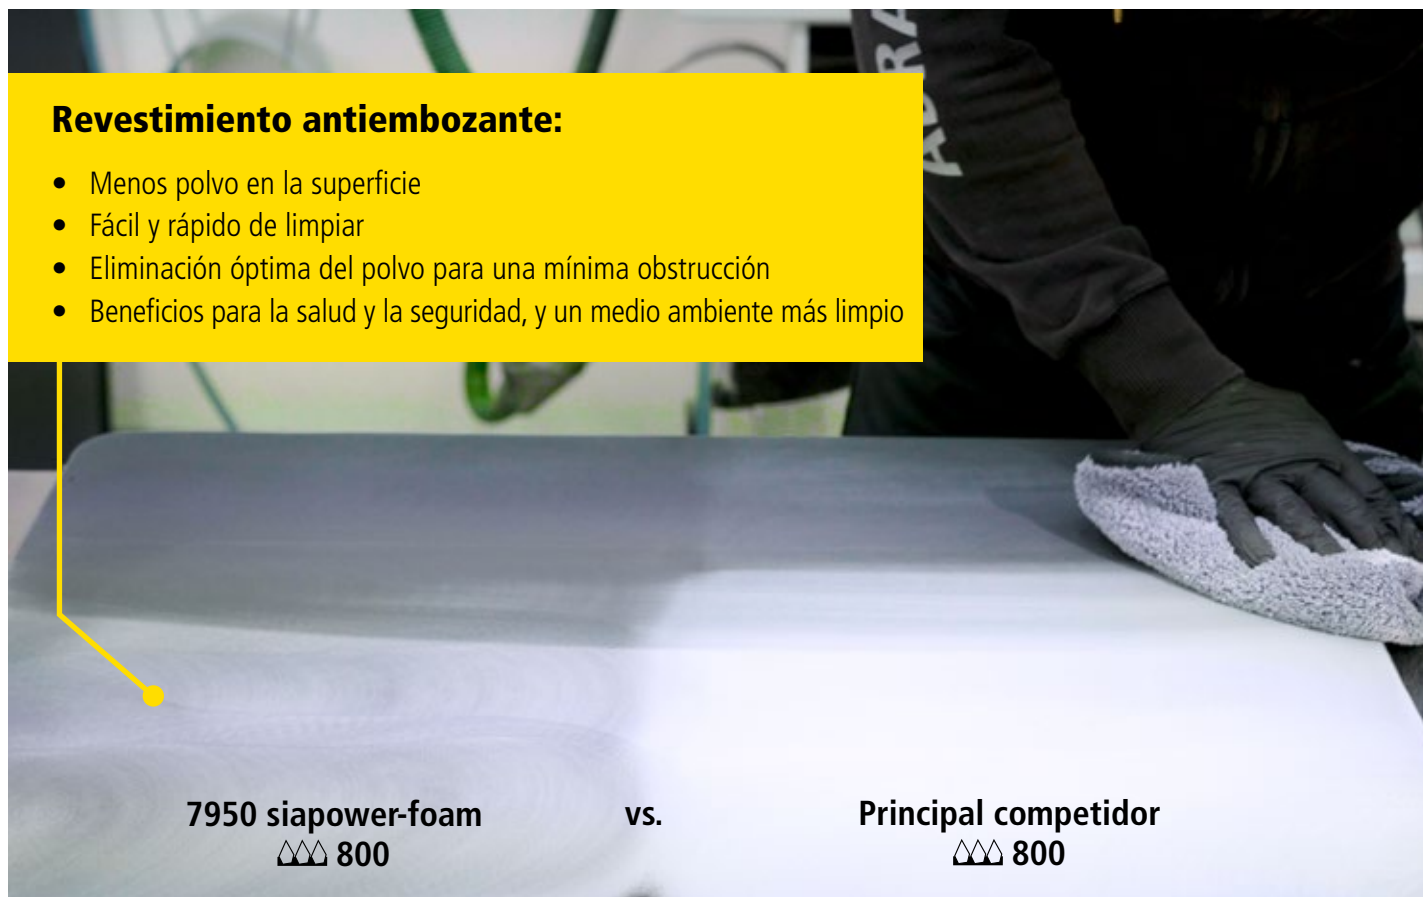 Revestimiento antiembozante:
• Menos polvo en la superficie
• Fácil y rápido de limpiar
• Eliminación óptima del polvo para una mínima obstrucción
• Beneficios para la salud y la seguridad, y un medio ambiente más limpio
7950 siapower-foam vs. Principal competidor
800 800